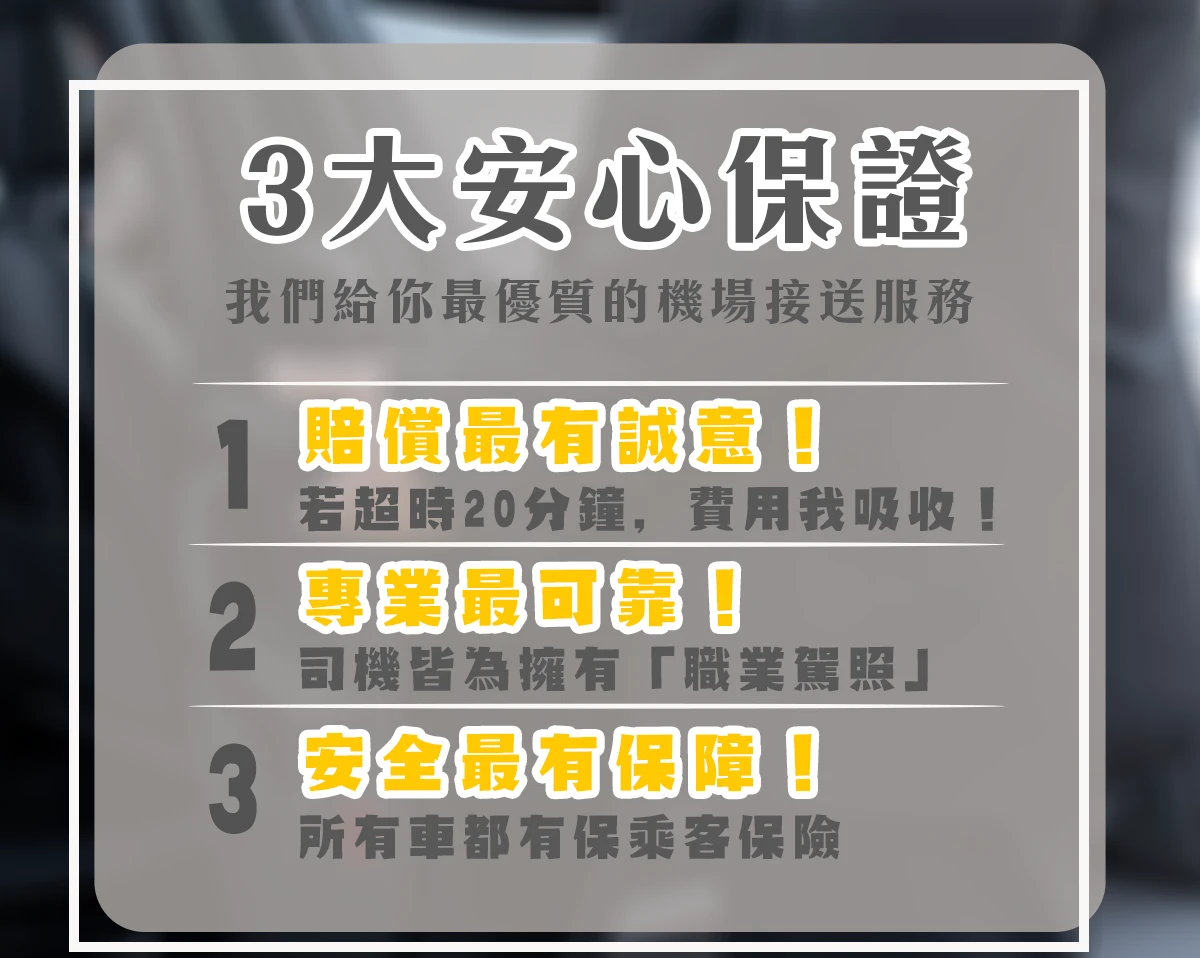 3大安心保證
我們給你最優質的機場接送服務
1
賠償最有誠意！
若超時20分鐘，費用我吸收！
2
專業最可靠！
司機皆為擁有「職業駕照」
3
安全最有保障！
所有車都有保乘客保險